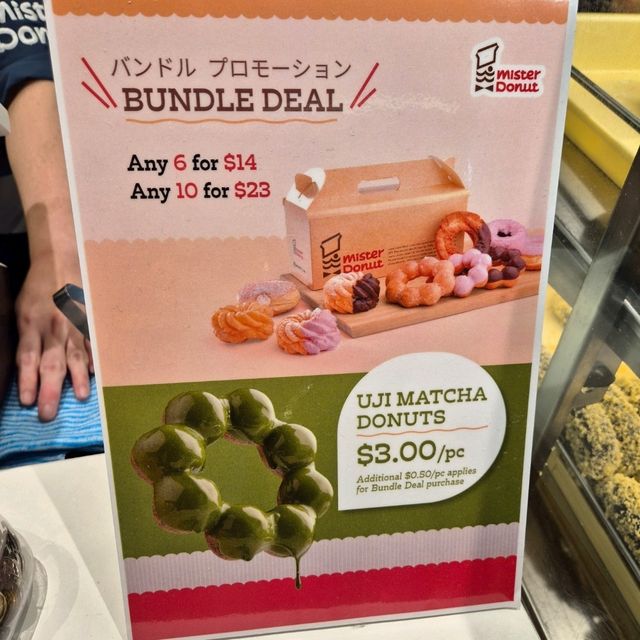 バンドル プロモーション
BUNDLE DEAL
mister
Donut
Any 6 for $14
Any 10 for $23
mister
Donut
UJI MATCHA
DONUTS
$3.00/pc
Additional $0.50/pc applies
for Bundle Deal purchase